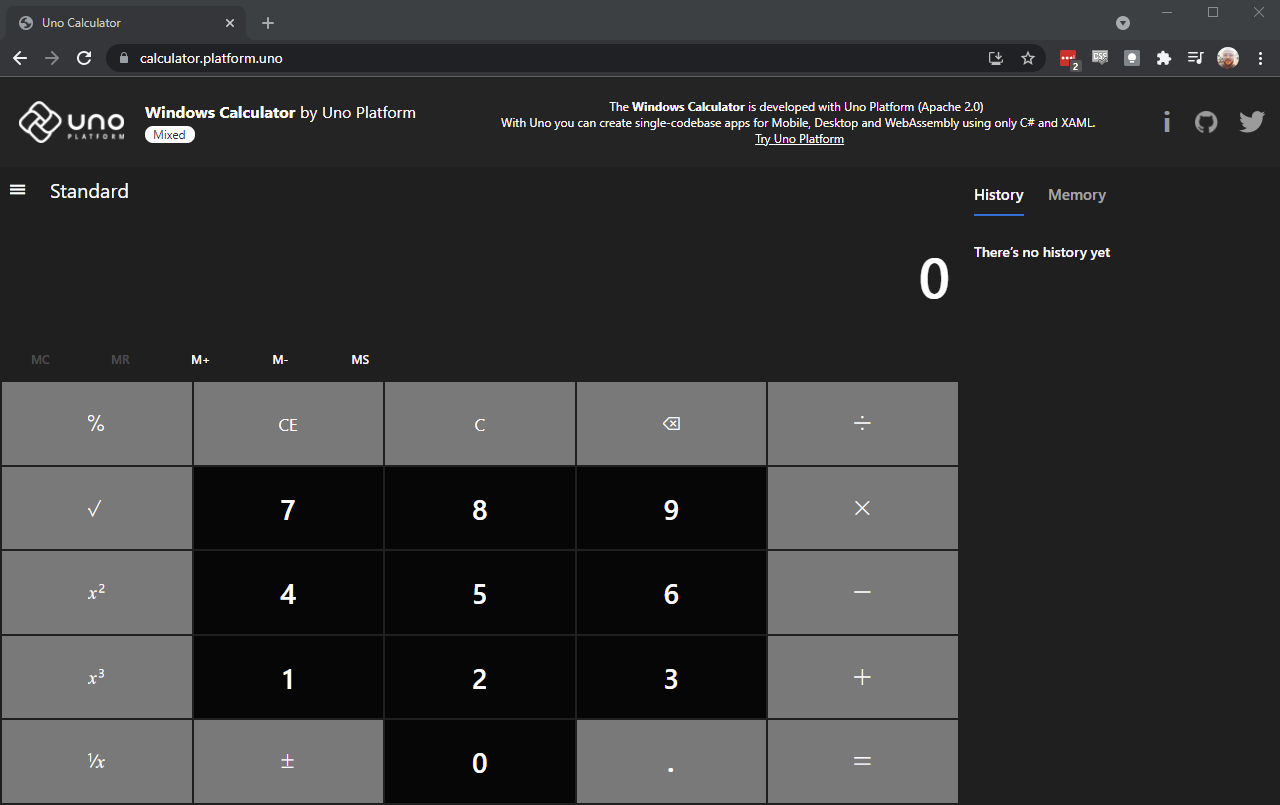 Uno Calculator
calculator.platform.uno
2
CSS
uno
PLATFORM
Windows Calculator by Uno Platform
Mixed
The Windows Calculator is developed with Uno Platform (Apache 2.0)
With Uno you can create single-codebase apps for Mobile, Desktop and WebAssembly using only C# and XAML.
Try Uno Platform
Standard
History Memory
There's no history yet
0
MC MR M+ M- MS
% CE C ÷
√ 7 8 9 ×
x² 4 5 6 −
x³ 1 2 3 +
¹/x ± 0 . =